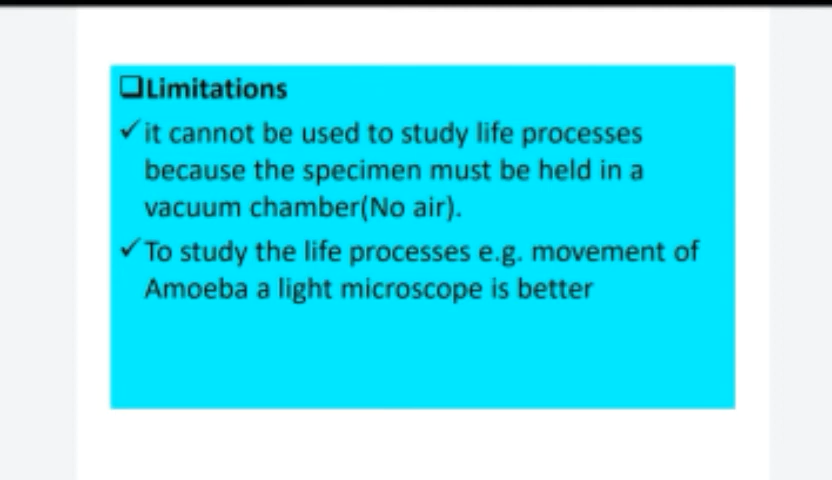 ❑Limitations
✓it cannot be used to study life processes
because the specimen must be held in a
vacuum chamber(No air).
✓To study the life processes e.g. movement of
Amoeba a light microscope is better